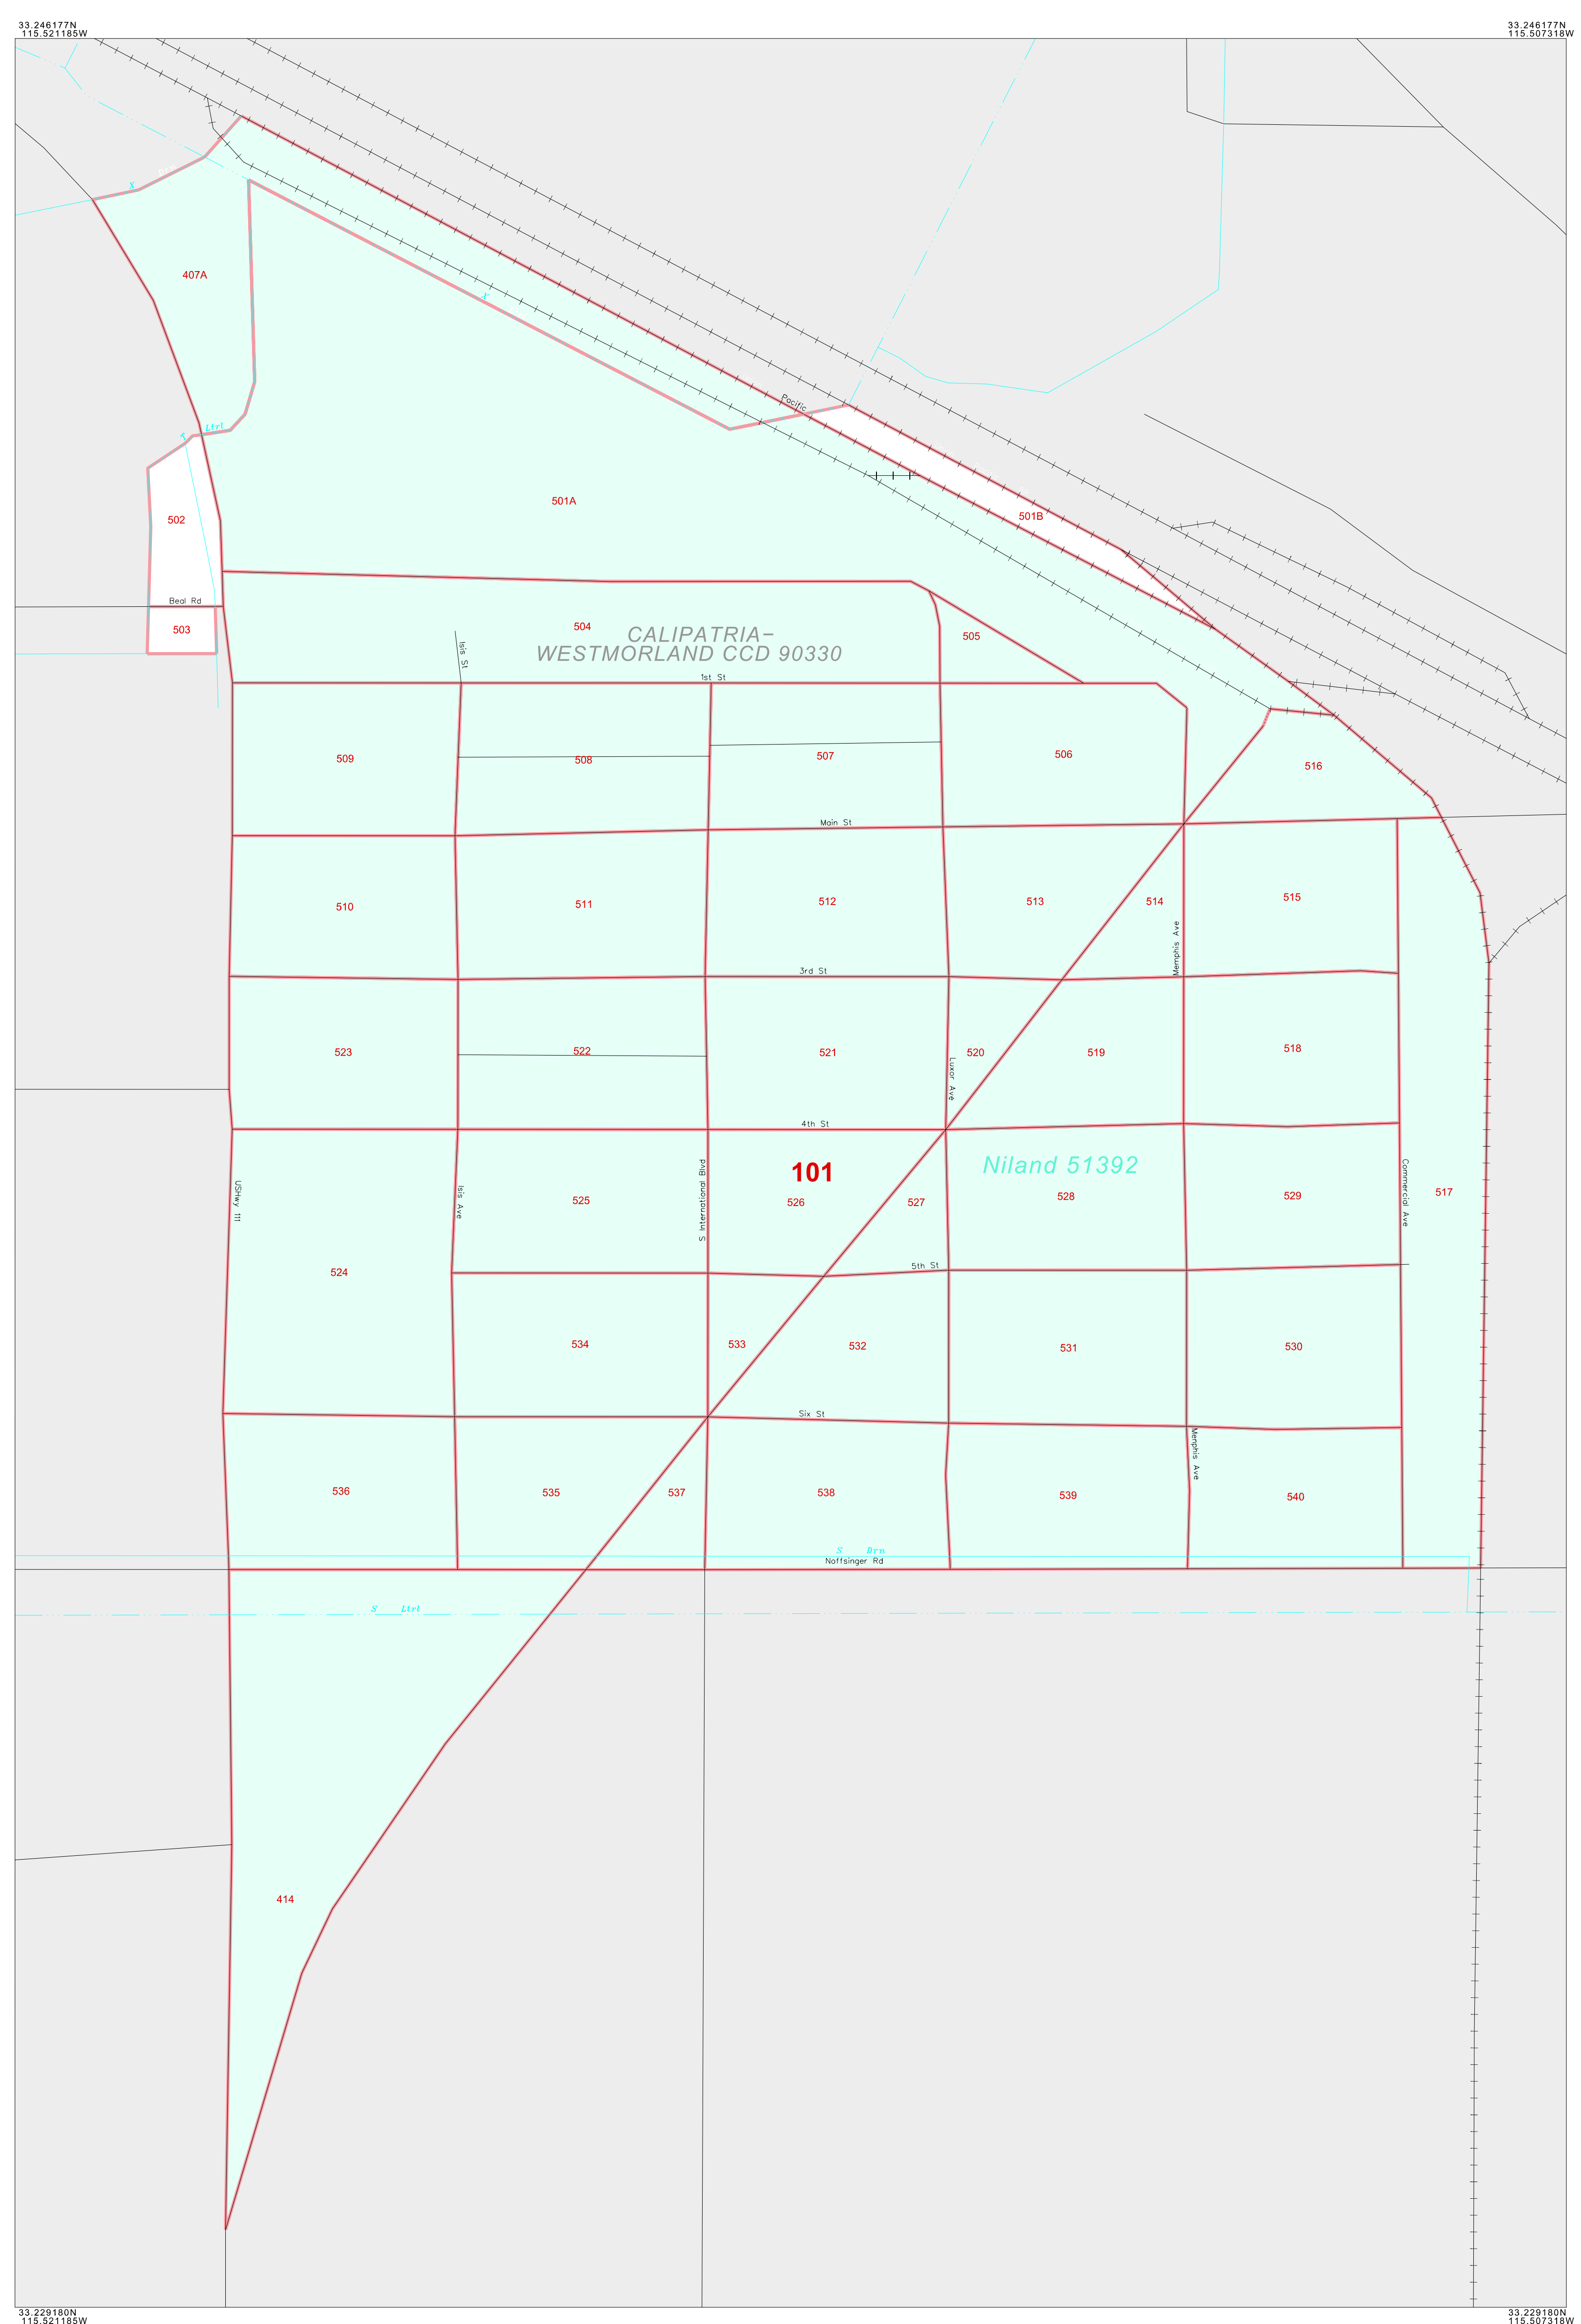 33.246177N
115.521185W
33.246177N
115.507318W
X
407A
X
Pacific
T
Ltrl
501A
502
501B
Beal Rd
503
504
505
CALIPATRIA-
WESTMORLAND CCD 90330
Isis St
1st St
509
508
507
506
516
Main St
510
511
512
513
514
515
Memphis Ave
3rd St
523
522
521
520
519
518
Luxor Ave
4th St
101
Niland 51392
USHwy 111
Isis Ave
S International Blvd
Commercial Ave
525
526
527
528
529
517
524
5th St
534
533
532
531
530
Six St
Memphis Ave
536
535
537
538
539
540
S Drn
Noffsinger Rd
S Ltrl
414
33.229180N
115.521185W
33.229180N
115.507318W